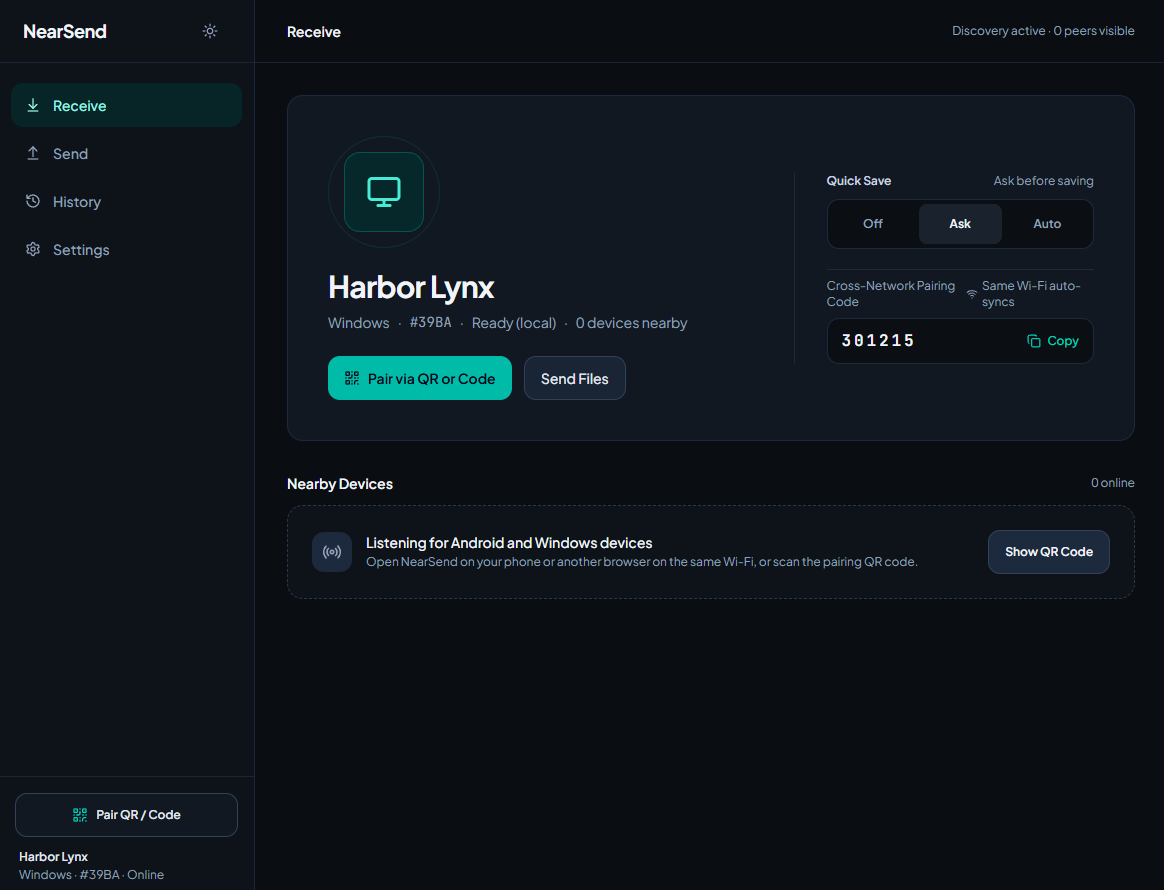 NearSend
Receive
Discovery active · 0 peers visible
Receive
Send
History
Settings
Harbor Lynx
Windows · #39BA · Ready (local) · 0 devices nearby
Pair via QR or Code
Send Files
Quick Save
Ask before saving
Off
Ask
Auto
Cross-Network Pairing
Code
Same Wi-Fi auto-
syncs
301215
Copy
Nearby Devices
0 online
Listening for Android and Windows devices
Open NearSend on your phone or another browser on the same Wi-Fi, or scan the pairing QR code.
Show QR Code
Pair QR / Code
Harbor Lynx
Windows · #39BA · Online